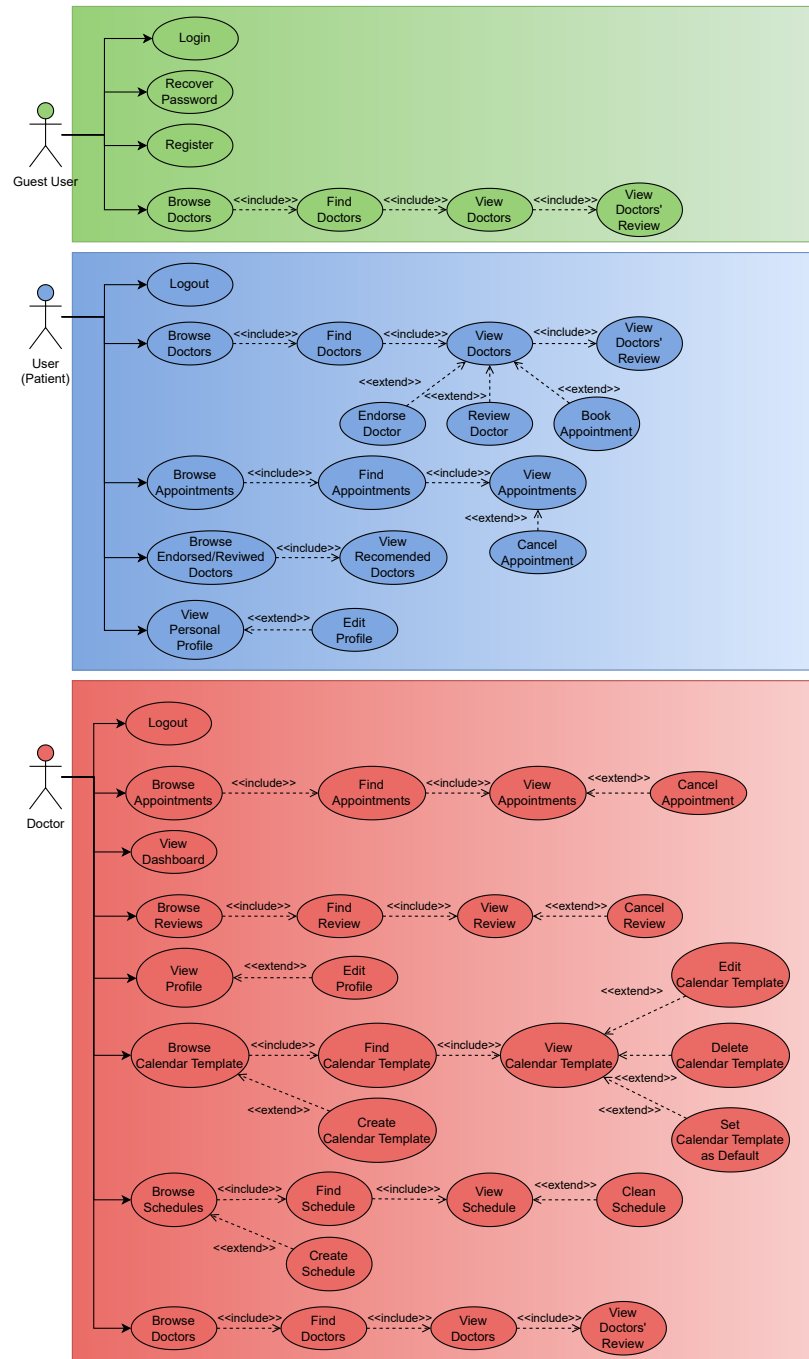 Login
Recover
Password
Register
Guest User
Browse
Doctors
<<include>>
Find
Doctors
<<include>>
View
Doctors
<<include>>
View
Doctors'
Review
Logout
User
(Patient)
Browse
Doctors
<<include>>
Find
Doctors
<<include>>
View
Doctors
<<include>>
View
Doctors'
Review
<<extend>>
<<extend>>
<<extend>>
Endorse
Doctor
Review
Doctor
Book
Appointment
Browse
Appointments
<<include>>
Find
Appointments
<<include>>
View
Appointments
<<extend>>
Cancel
Appointment
Browse
Endorsed/Reviwed
Doctors
<<include>>
View
Recomended
Doctors
View
Personal
Profile
<<extend>>
Edit
Profile
Logout
Doctor
Browse
Appointments
<<include>>
Find
Appointments
<<include>>
View
Appointments
<<extend>>
Cancel
Appointment
View
Dashboard
Browse
Reviews
<<include>>
Find
Review
<<include>>
View
Review
<<extend>>
Cancel
Review
View
Profile
<<extend>>
Edit
Profile
Browse
Calendar Template
<<include>>
Find
Calendar Template
<<include>>
View
Calendar Template
<<extend>>
Edit
Calendar Template
<<extend>>
Delete
Calendar Template
<<extend>>
Set
Calendar Template
as Default
<<extend>>
Create
Calendar Template
Browse
Schedules
<<include>>
Find
Schedule
<<include>>
View
Schedule
<<extend>>
Clean
Schedule
<<extend>>
Create
Schedule
Browse
Doctors
<<include>>
Find
Doctors
<<include>>
View
Doctors
<<include>>
View
Doctors'
Review